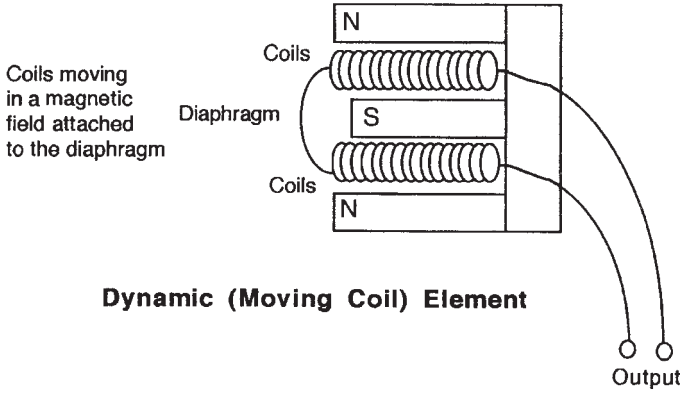 N
Coils
Coils moving
in a magnetic
field attached
to the diaphragm
Diaphragm
S
Coils
N
Dynamic (Moving Coil) Element
Output